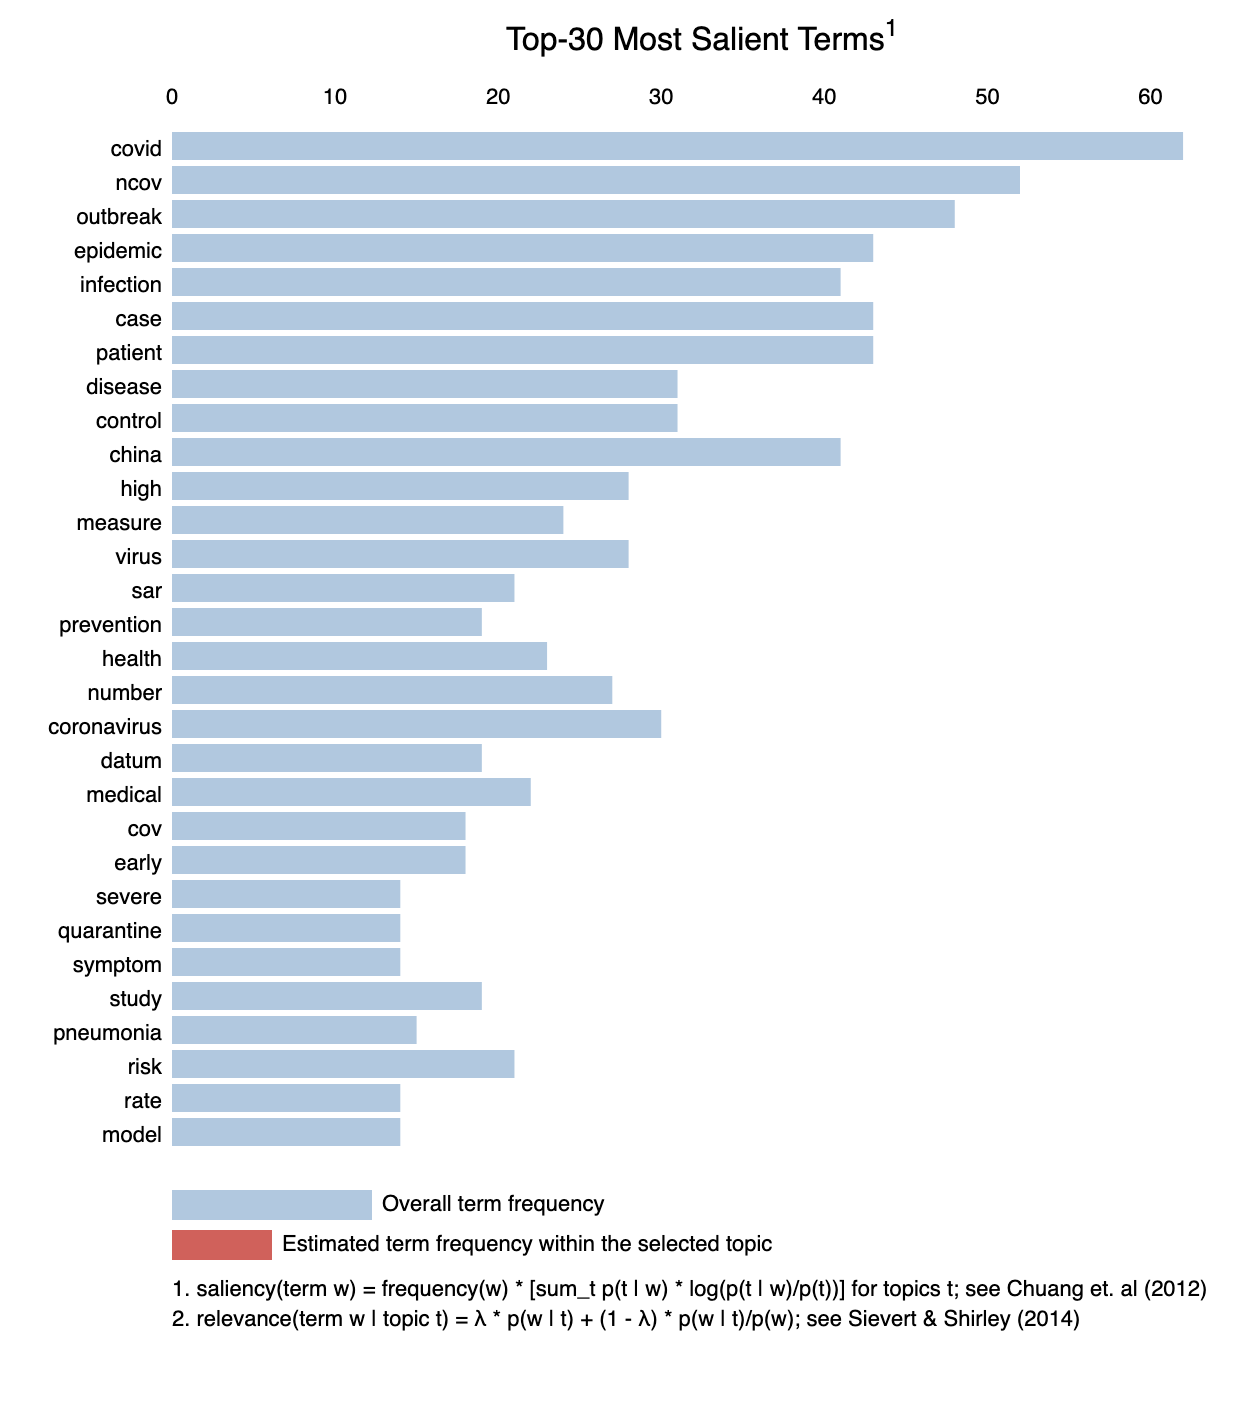 Top-30 Most Salient Terms1
0 10 20 30 40 50 60
covid
ncov
outbreak
epidemic
infection
case
patient
disease
control
china
high
measure
virus
sar
prevention
health
number
coronavirus
datum
medical
cov
early
severe
quarantine
symptom
study
pneumonia
risk
rate
model
Overall term frequency
Estimated term frequency within the selected topic
1. saliency(term w) = frequency(w) * [sum_t p(t | w) * log(p(t | w)/p(t))] for topics t; see Chuang et. al (2012)
2. relevance(term w | topic t) = λ * p(w | t) + (1 - λ) * p(w | t)/p(w); see Sievert & Shirley (2014)